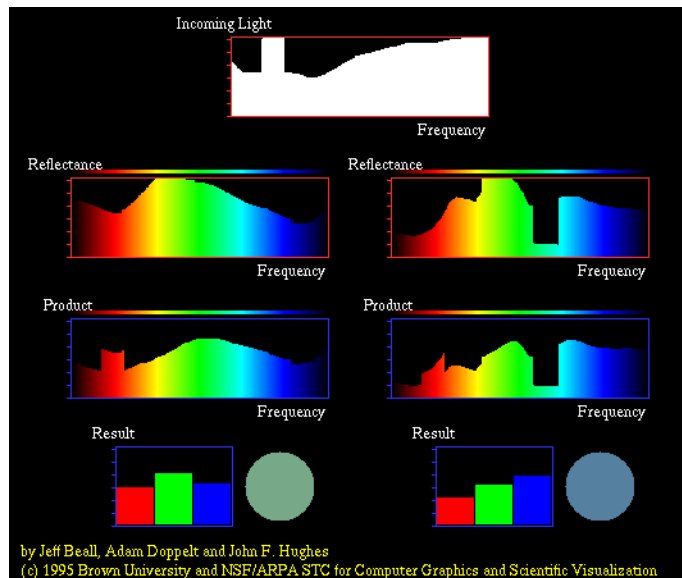 Incoming Light
Frequency
Reflectance
Reflectance
Frequency
Frequency
Product
Product
Frequency
Frequency
Result
Result
by Jeff Beall, Adam Doppelt and John F. Hughes
(c) 1995 Brown University and NSF/ARPA STC for Computer Graphics and Scientific Visualization